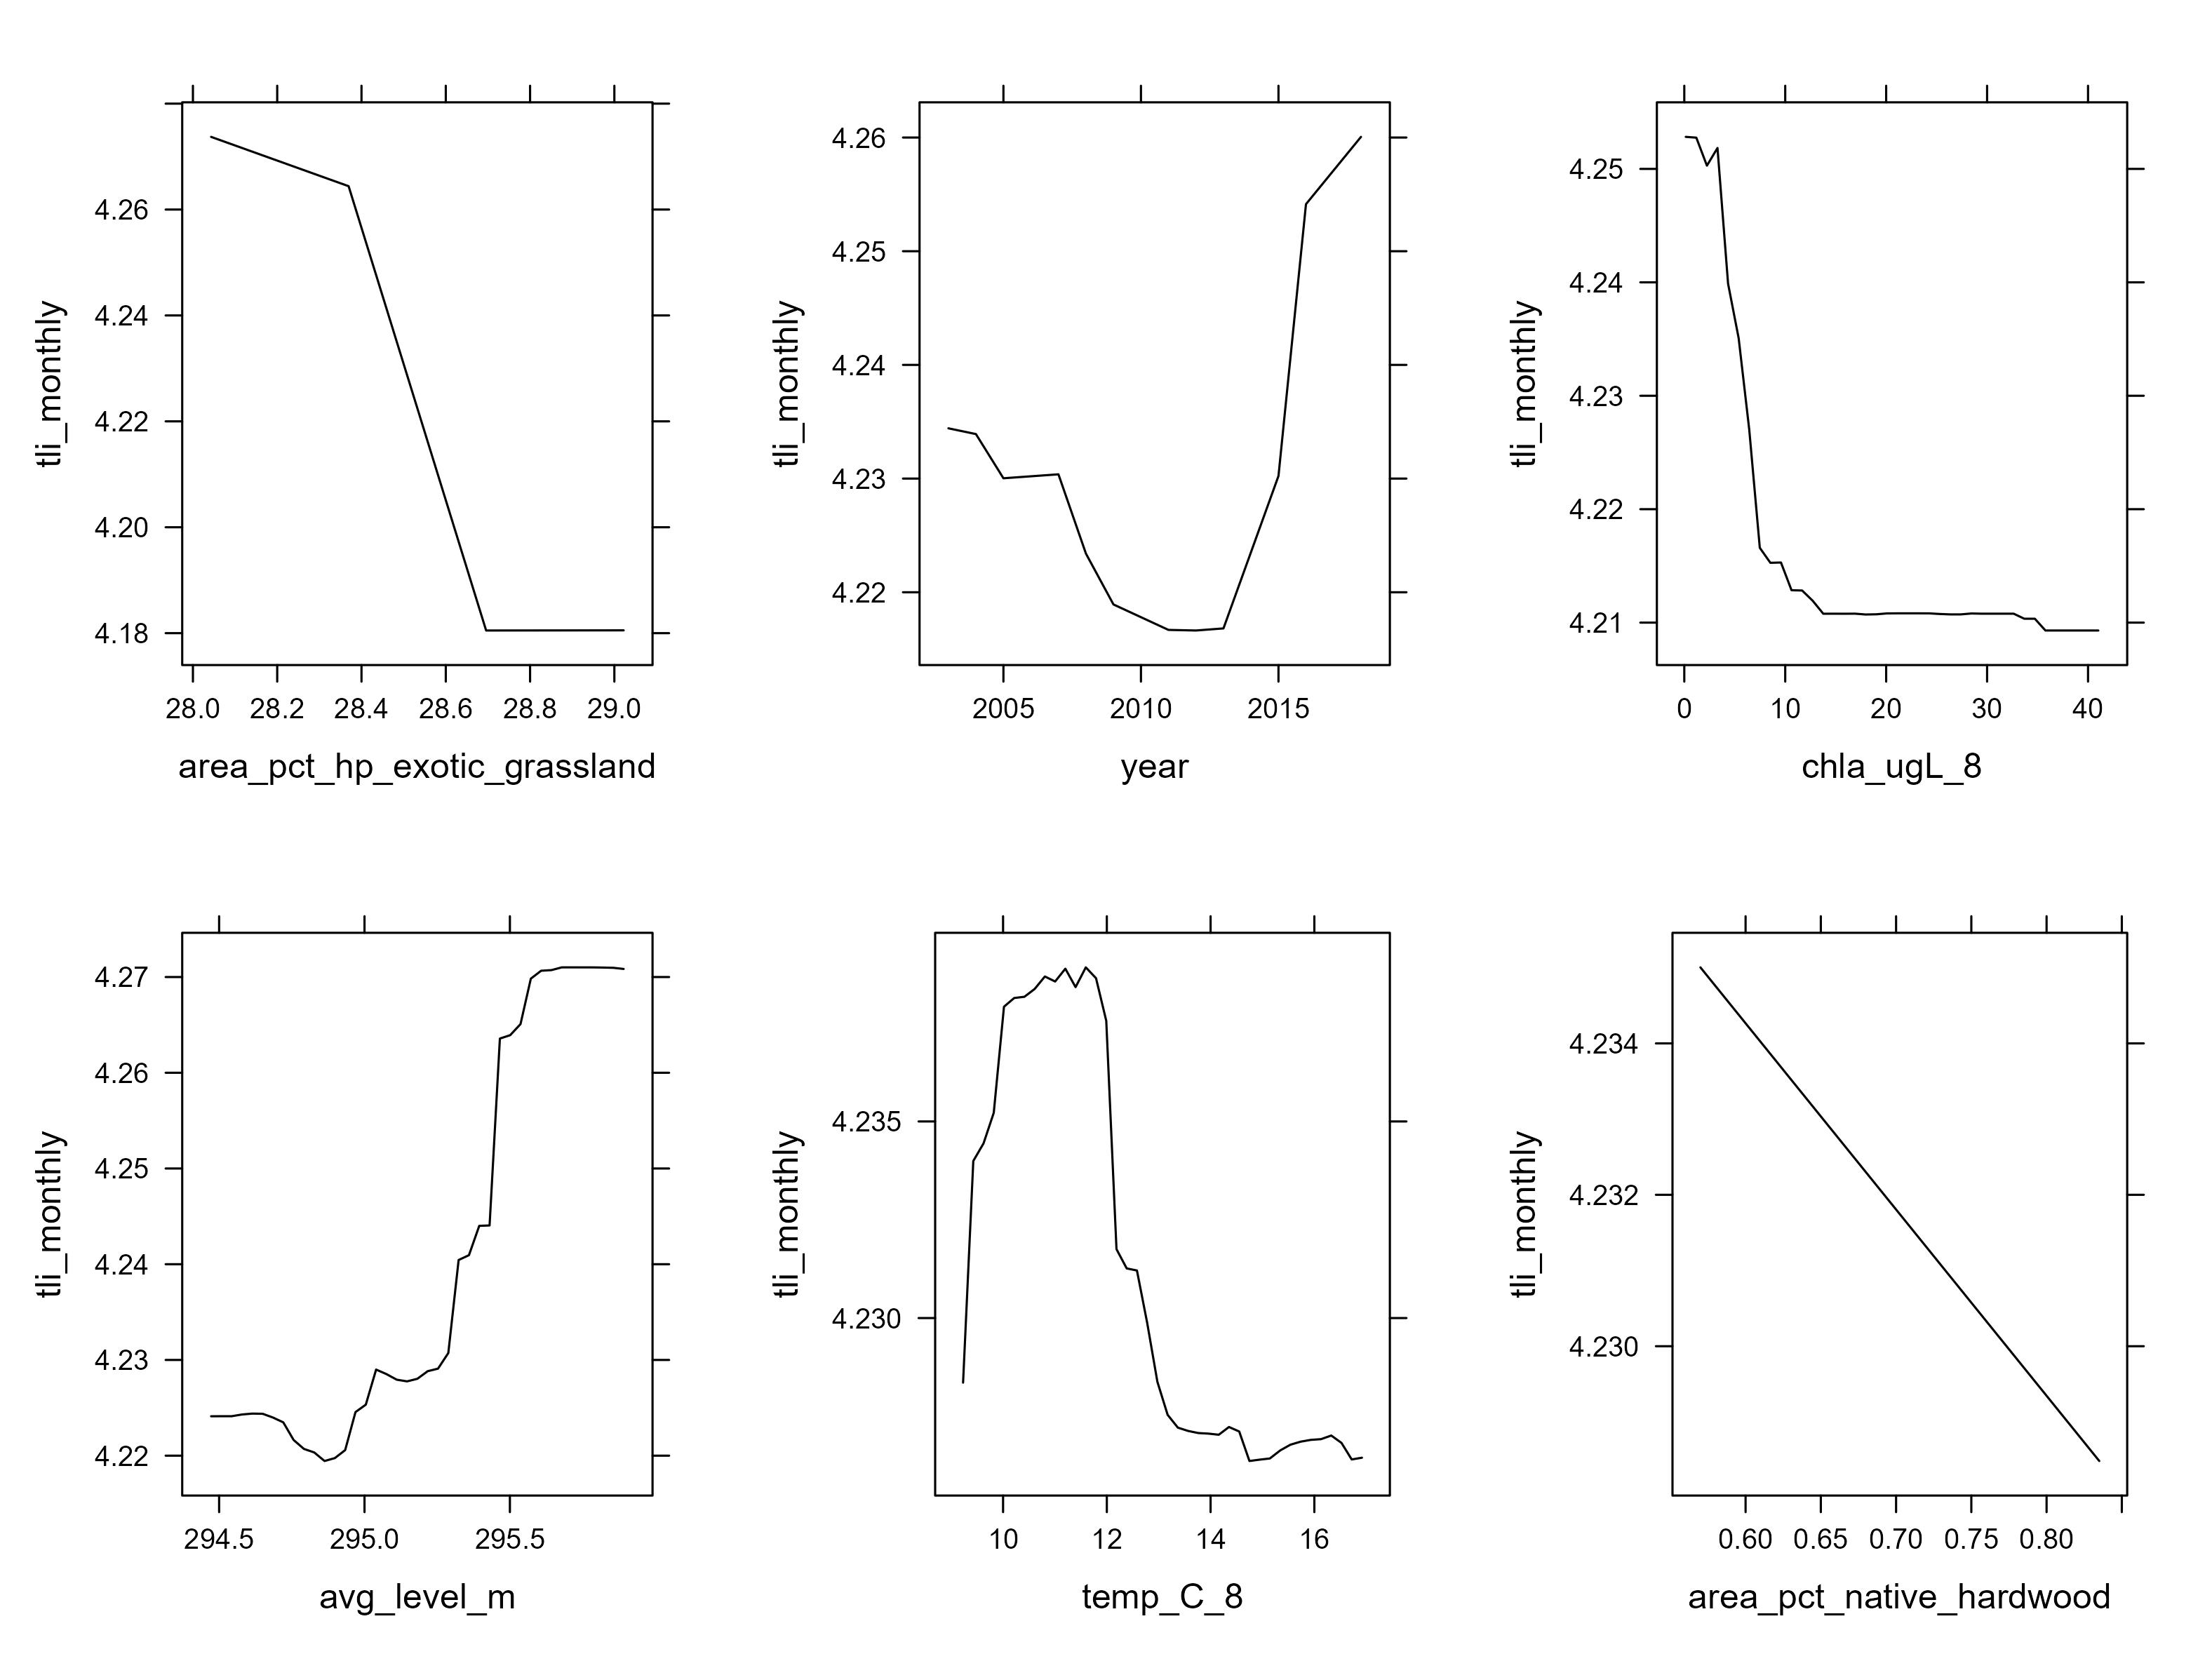 tli_monthly
4.26
4.24
4.22
4.20
4.18
28.0 28.2 28.4 28.6 28.8 29.0
area_pct_hp_exotic_grassland
tli_monthly
4.26
4.25
4.24
4.23
4.22
2005 2010 2015
year
tli_monthly
4.25
4.24
4.23
4.22
4.21
0 10 20 30 40
chla_ugL_8
tli_monthly
4.27
4.26
4.25
4.24
4.23
4.22
294.5 295.0 295.5
avg_level_m
tli_monthly
4.235
4.230
10 12 14 16
temp_C_8
tli_monthly
4.234
4.232
4.230
0.60 0.65 0.70 0.75 0.80
area_pct_native_hardwood